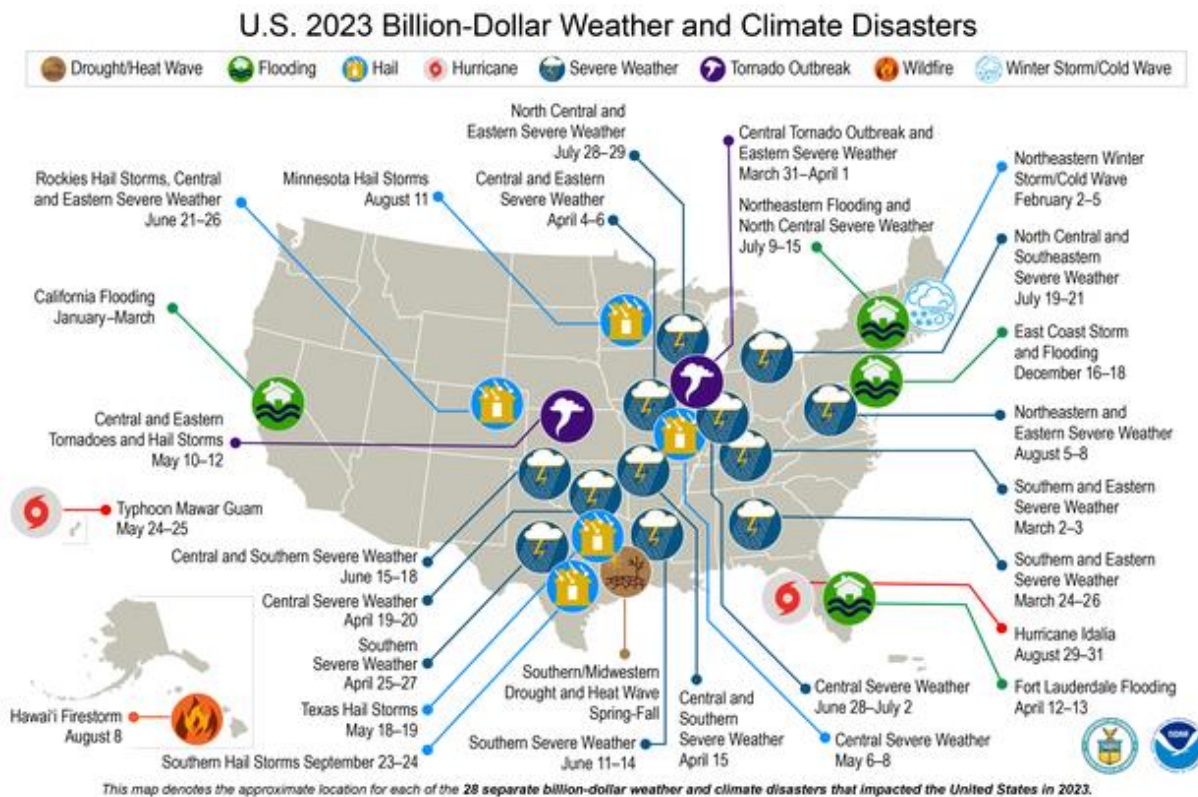 U.S. 2023 Billion-Dollar Weather and Climate Disasters
Drought/Heat Wave
Flooding
Hail
Hurricane
Severe Weather
Tornado Outbreak
Wildfire
Winter Storm/Cold Wave
North Central and
Eastern Severe Weather
July 28–29
Central Tornado Outbreak and
Eastern Severe Weather
March 31–April 1
Northeastern Winter
Storm/Cold Wave
February 2–5
Rockies Hail Storms, Central
and Eastern Severe Weather
June 21–26
Minnesota Hail Storms
August 11
Central and Eastern
Severe Weather
April 4–6
Northeastern Flooding and
North Central Severe Weather
July 9–15
North Central and
Southeastern
Severe Weather
July 19–21
California Flooding
January–March
East Coast Storm
and Flooding
December 16–18
Central and Eastern
Tornadoes and Hail Storms
May 10–12
Northeastern and
Eastern Severe Weather
August 5–8
Typhoon Mawar Guam
May 24–25
Southern and Eastern
Severe Weather
March 2–3
Central and Southern Severe Weather
June 15–18
Southern and Eastern
Severe Weather
March 24–26
Central Severe Weather
April 19–20
Southern
Severe Weather
April 25–27
Hurricane Idalia
August 29–31
Texas Hail Storms
May 18–19
Southern/Midwestern
Drought and Heat Wave
Spring-Fall
Central and
Southern
Severe Weather
April 15
Central Severe Weather
June 28–July 2
Fort Lauderdale Flooding
April 12–13
Hawai'i Firestorm
August 8
Southern Hail Storms September 23–24
Southern Severe Weather
June 11–14
Central Severe Weather
May 6–8
NOAA
This map denotes the approximate location for each of the 28 separate billion-dollar weather and climate disasters that impacted the United States in 2023.